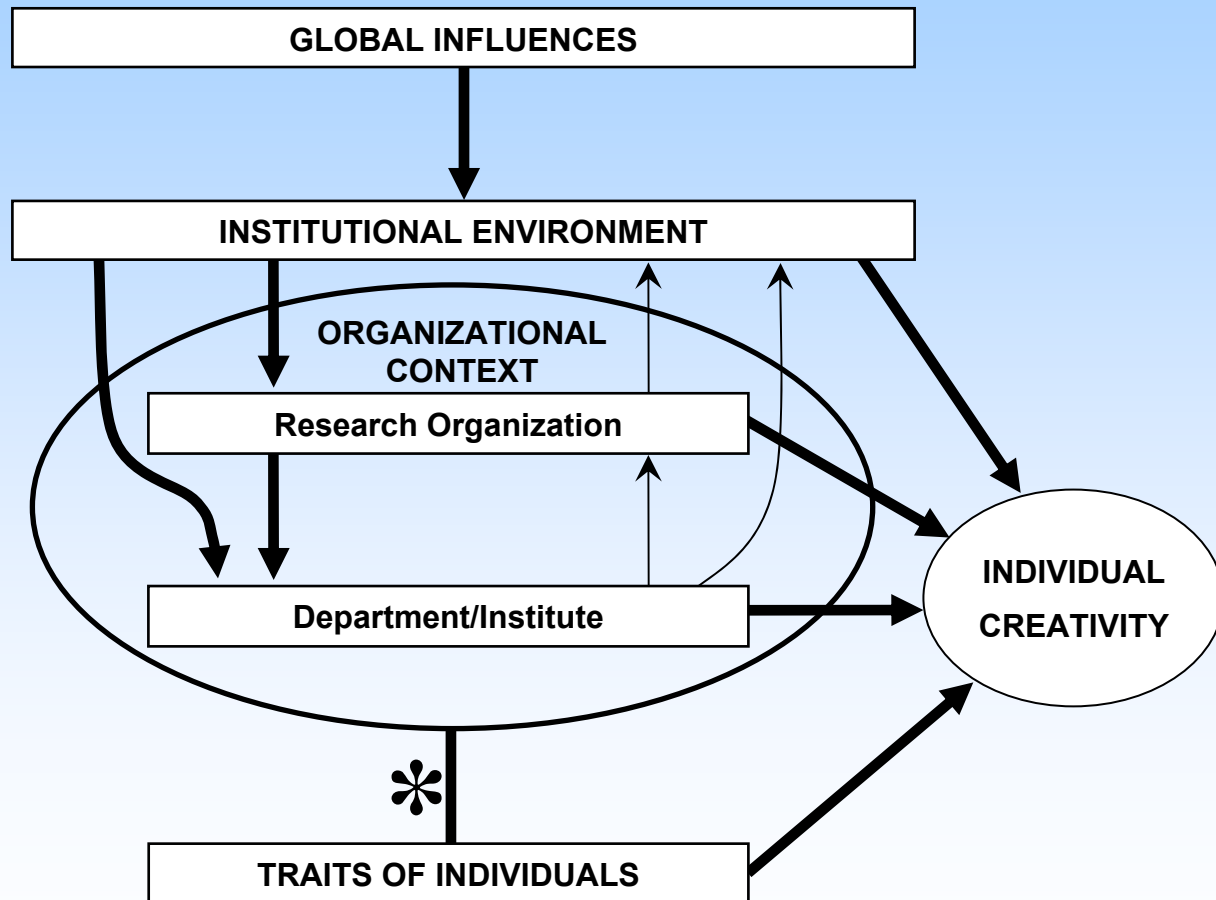 GLOBAL INFLUENCES
INSTITUTIONAL ENVIRONMENT
ORGANIZATIONAL
CONTEXT
Research Organization
Department/Institute
INDIVIDUAL
CREATIVITY
*
TRAITS OF INDIVIDUALS